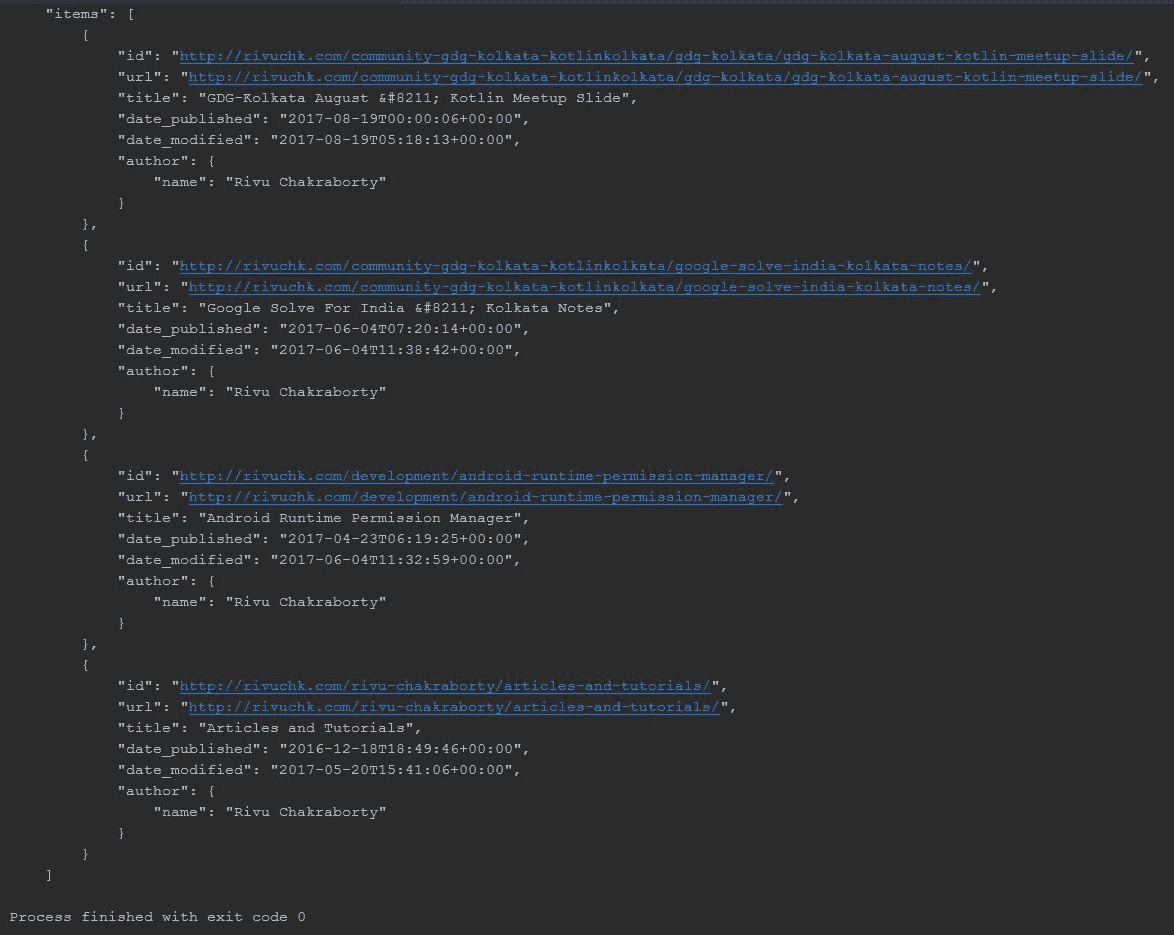 "items": [
{
"id": "http://rivuchk.com/community-gdg-kolkata-kotlinkolkata/gdg-kolkata/gdg-kolkata-august-kotlin-meetup-slide/",
"url": "http://rivuchk.com/community-gdg-kolkata-kotlinkolkata/gdg-kolkata/gdg-kolkata-august-kotlin-meetup-slide/",
"title": "GDG-Kolkata August &#8211; Kotlin Meetup Slide",
"date_published": "2017-08-19T00:00:06+00:00",
"date_modified": "2017-08-19T05:18:13+00:00",
"author": {
"name": "Rivu Chakraborty"
}
},
{
"id": "http://rivuchk.com/community-gdg-kolkata-kotlinkolkata/google-solve-india-kolkata-notes/",
"url": "http://rivuchk.com/community-gdg-kolkata-kotlinkolkata/google-solve-india-kolkata-notes/",
"title": "Google Solve For India &#8211; Kolkata Notes",
"date_published": "2017-06-04T07:20:14+00:00",
"date_modified": "2017-06-04T11:38:42+00:00",
"author": {
"name": "Rivu Chakraborty"
}
},
{
"id": "http://rivuchk.com/development/android-runtime-permission-manager/",
"url": "http://rivuchk.com/development/android-runtime-permission-manager/",
"title": "Android Runtime Permission Manager",
"date_published": "2017-04-23T06:19:25+00:00",
"date_modified": "2017-06-04T11:32:59+00:00",
"author": {
"name": "Rivu Chakraborty"
}
},
{
"id": "http://rivuchk.com/rivu-chakraborty/articles-and-tutorials/",
"url": "http://rivuchk.com/rivu-chakraborty/articles-and-tutorials/",
"title": "Articles and Tutorials",
"date_published": "2016-12-18T18:49:46+00:00",
"date_modified": "2017-05-20T15:41:06+00:00",
"author": {
"name": "Rivu Chakraborty"
}
}
]
Process finished with exit code 0